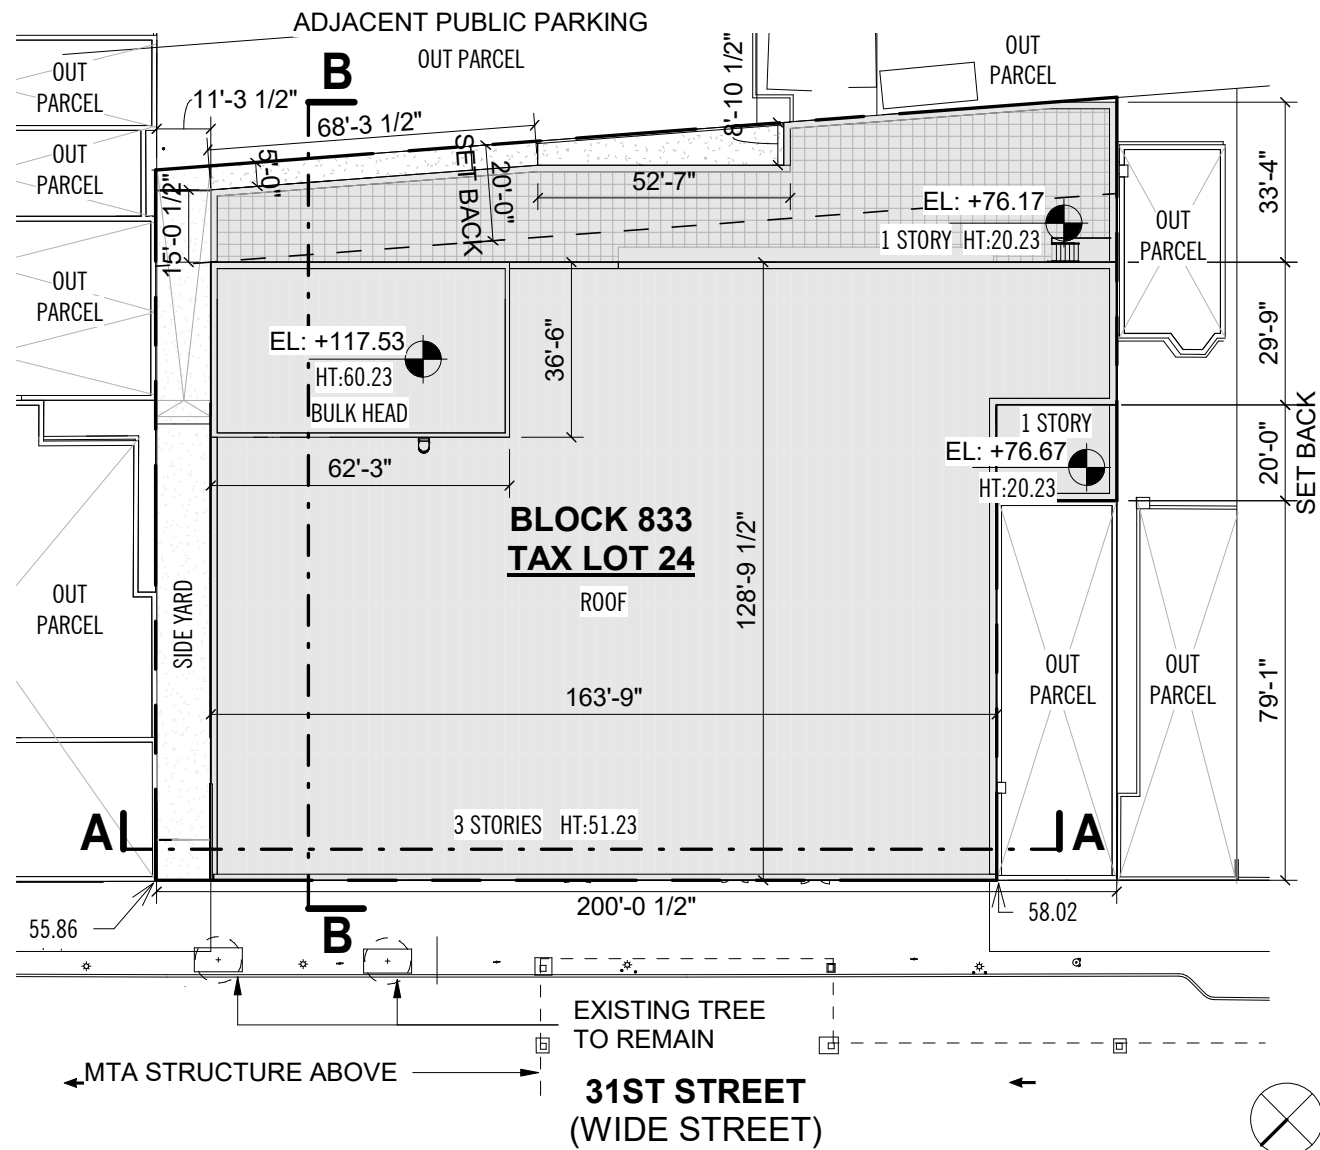 ADJACENT PUBLIC PARKING
OUT PARCEL
OUT
PARCEL
OUT
PARCEL
B
11'-3 1/2"
68'-3 1/2"
8'-10 1/2"
OUT
PARCEL
5'-0"
SET BACK
20'-0"
52'-7"
15'-0 1/2"
33'-4"
EL: +76.17
1 STORY HT:20.23
OUT
PARCEL
OUT
PARCEL
EL: +117.53
HT:60.23
BULK HEAD
36'-6"
29'-9"
1 STORY
EL: +76.67
HT:20.23
20'-0"
SET BACK
62'-3"
BLOCK 833
TAX LOT 24
ROOF
128'-9 1/2"
OUT
PARCEL
SIDE YARD
OUT
PARCEL
OUT
PARCEL
79'-1"
163'-9"
A
3 STORIES HT:51.23
A
200'-0 1/2"
55.86
58.02
B
EXISTING TREE
TO REMAIN
MTA STRUCTURE ABOVE
31ST STREET
(WIDE STREET)